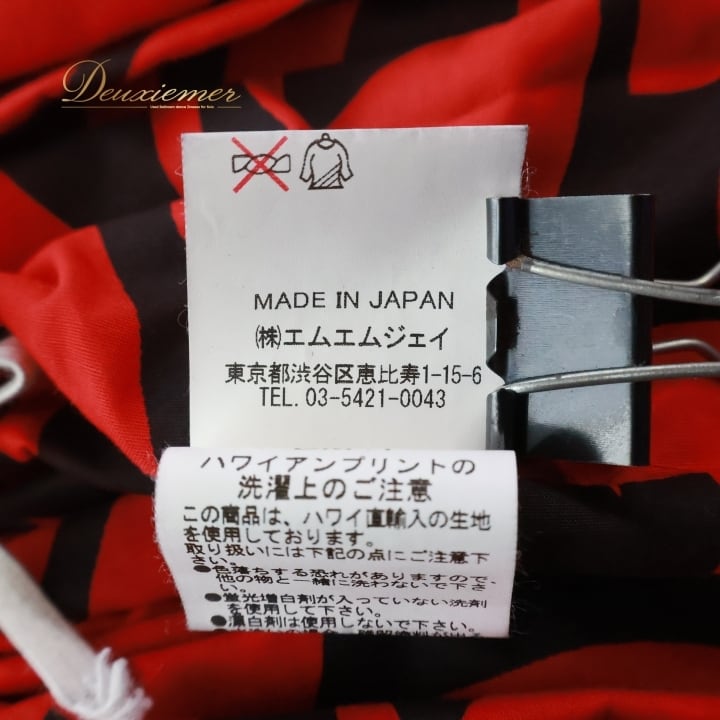 Deuxiemer
MADE IN JAPAN
㈱エムエムジェイ
東京都渋谷区恵比寿1-15-6
TEL. 03-5421-0043
ハワイアンプリントの
洗濯上のご注意
この商品は、ハワイ直輸入の生地
を使用しております。
取り扱いには下記の点にご注意下
さい。
●色落ちする恐れがありますので、
他の物と一緒に洗わないで下さ
い。
●蛍光増白剤が入っていない洗剤
を使用して下さい。
●漂白剤は使用しないで下さい。